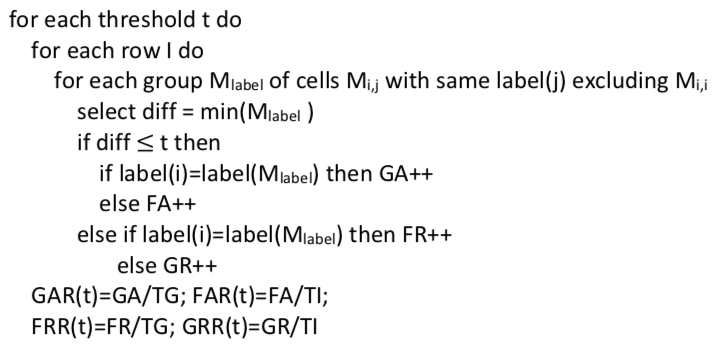 for each threshold t do
for each row I do
for each group Mlabel of cells Mi,j with same label(j) excluding Mi,i
select diff = min(Mlabel )
if diff ≤ t then
if label(i)=label(Mlabel) then GA++
else FA++
else if label(i)=label(Mlabel) then FR++
else GR++
GAR(t)=GA/TG; FAR(t)=FA/TI;
FRR(t)=FR/TG; GRR(t)=GR/TI